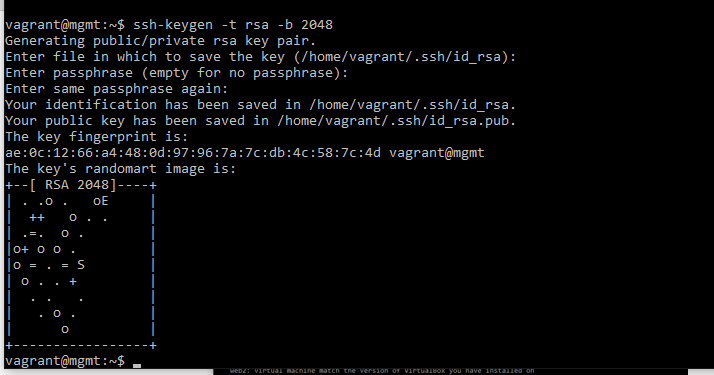 vagrant@mgmt:~$ ssh-keygen -t rsa -b 2048
Generating public/private rsa key pair.
Enter file in which to save the key (/home/vagrant/.ssh/id_rsa):
Enter passphrase (empty for no passphrase):
Enter same passphrase again:
Your identification has been saved in /home/vagrant/.ssh/id_rsa.
Your public key has been saved in /home/vagrant/.ssh/id_rsa.pub.
The key fingerprint is:
ae:0c:12:66:a4:48:0d:97:96:7a:7c:db:4c:58:7c:4d vagrant@mgmt
The key's randomart image is:
+--[ RSA 2048]----+
| . .o .   oE     |
|  ++   o . .     |
| .=.  o .        |
|o+ o o .         |
|o = . = S        |
| o . . +         |
|  . .   .        |
|   . o .         |
|      o          |
+-----------------+
vagrant@mgmt:~$
web2: virtual machine match the version of VirtualBox you have installed on